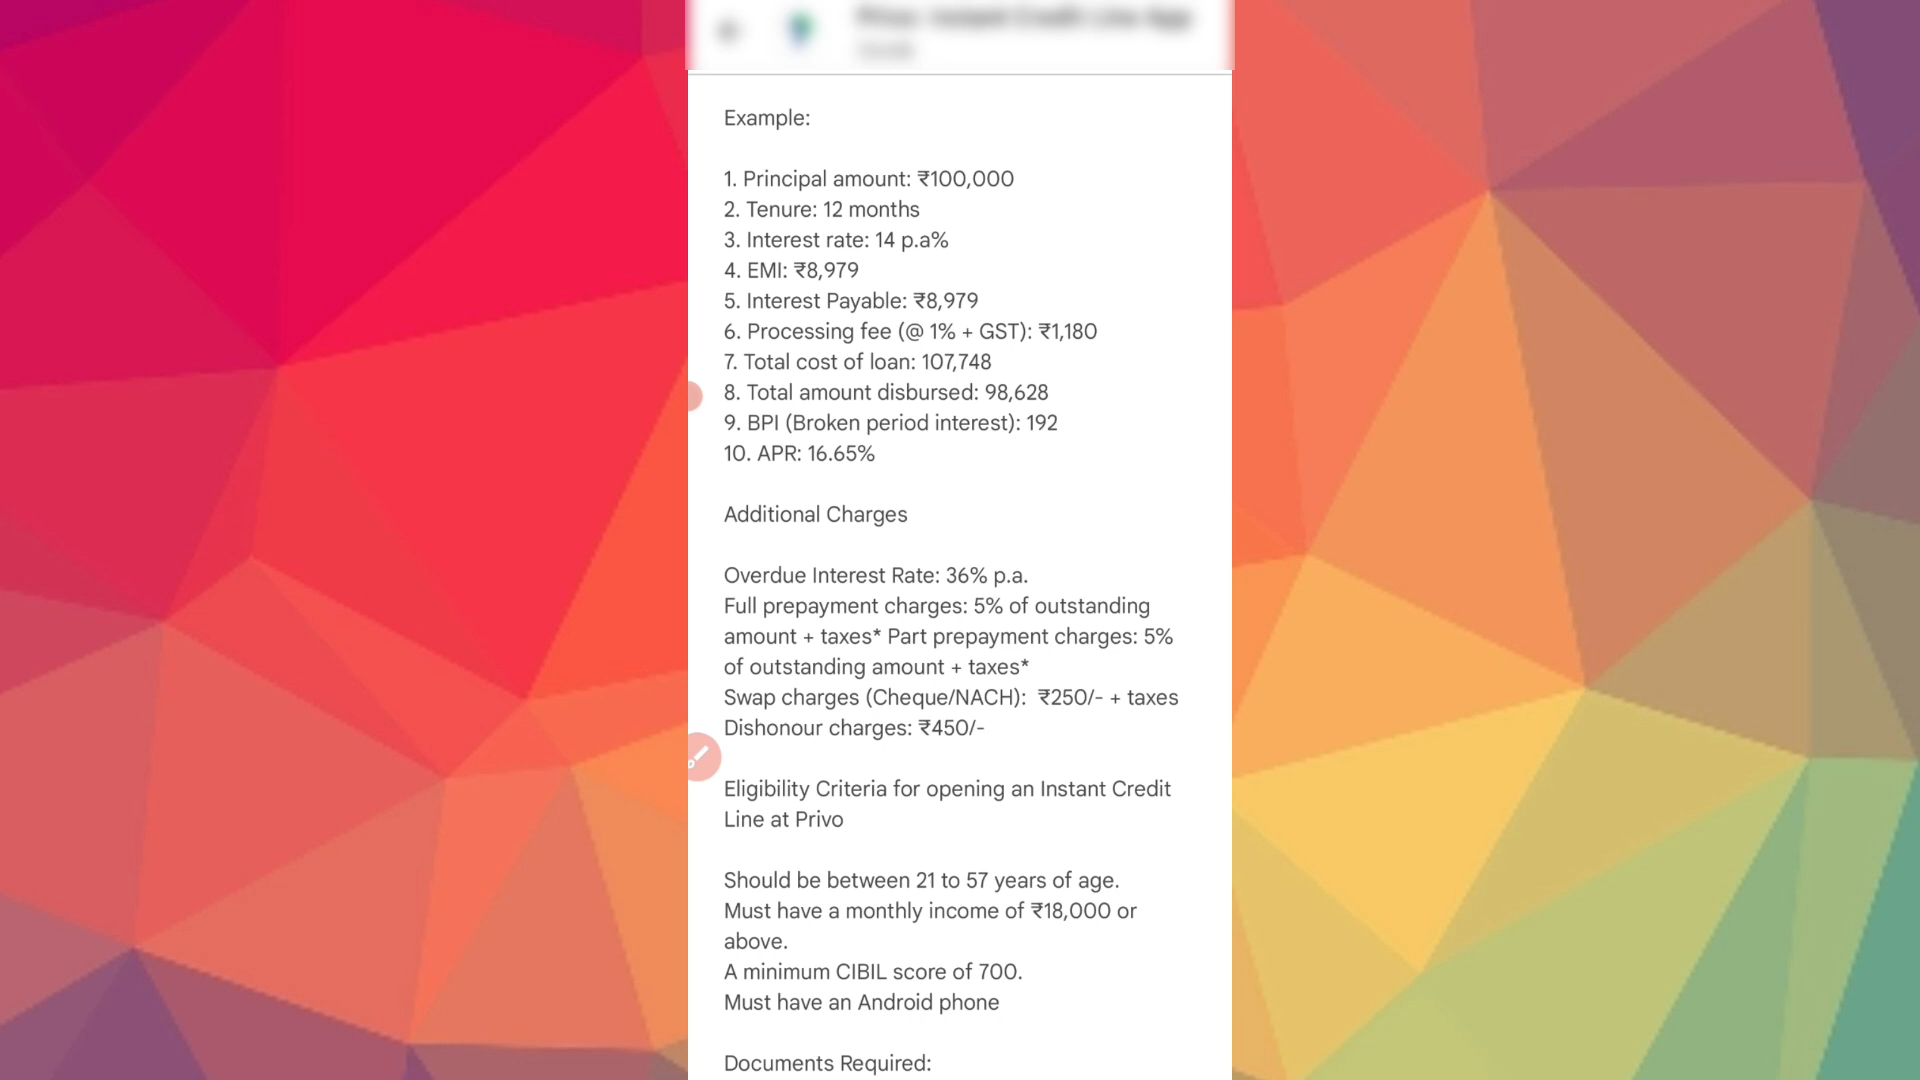 Privo: Instant Credit Line App
Example:
1. Principal amount: ₹100,000
2. Tenure: 12 months
3. Interest rate: 14 p.a%
4. EMI: ₹8,979
5. Interest Payable: ₹8,979
6. Processing fee (@ 1% + GST): ₹1,180
7. Total cost of loan: 107,748
8. Total amount disbursed: 98,628
9. BPI (Broken period interest): 192
10. APR: 16.65%
Additional Charges
Overdue Interest Rate: 36% p.a.
Full prepayment charges: 5% of outstanding
amount + taxes* Part prepayment charges: 5%
of outstanding amount + taxes*
Swap charges (Cheque/NACH):  ₹250/- + taxes
Dishonour charges: ₹450/-
Eligibility Criteria for opening an Instant Credit
Line at Privo
Should be between 21 to 57 years of age.
Must have a monthly income of ₹18,000 or
above.
A minimum CIBIL score of 700.
Must have an Android phone
Documents Required: